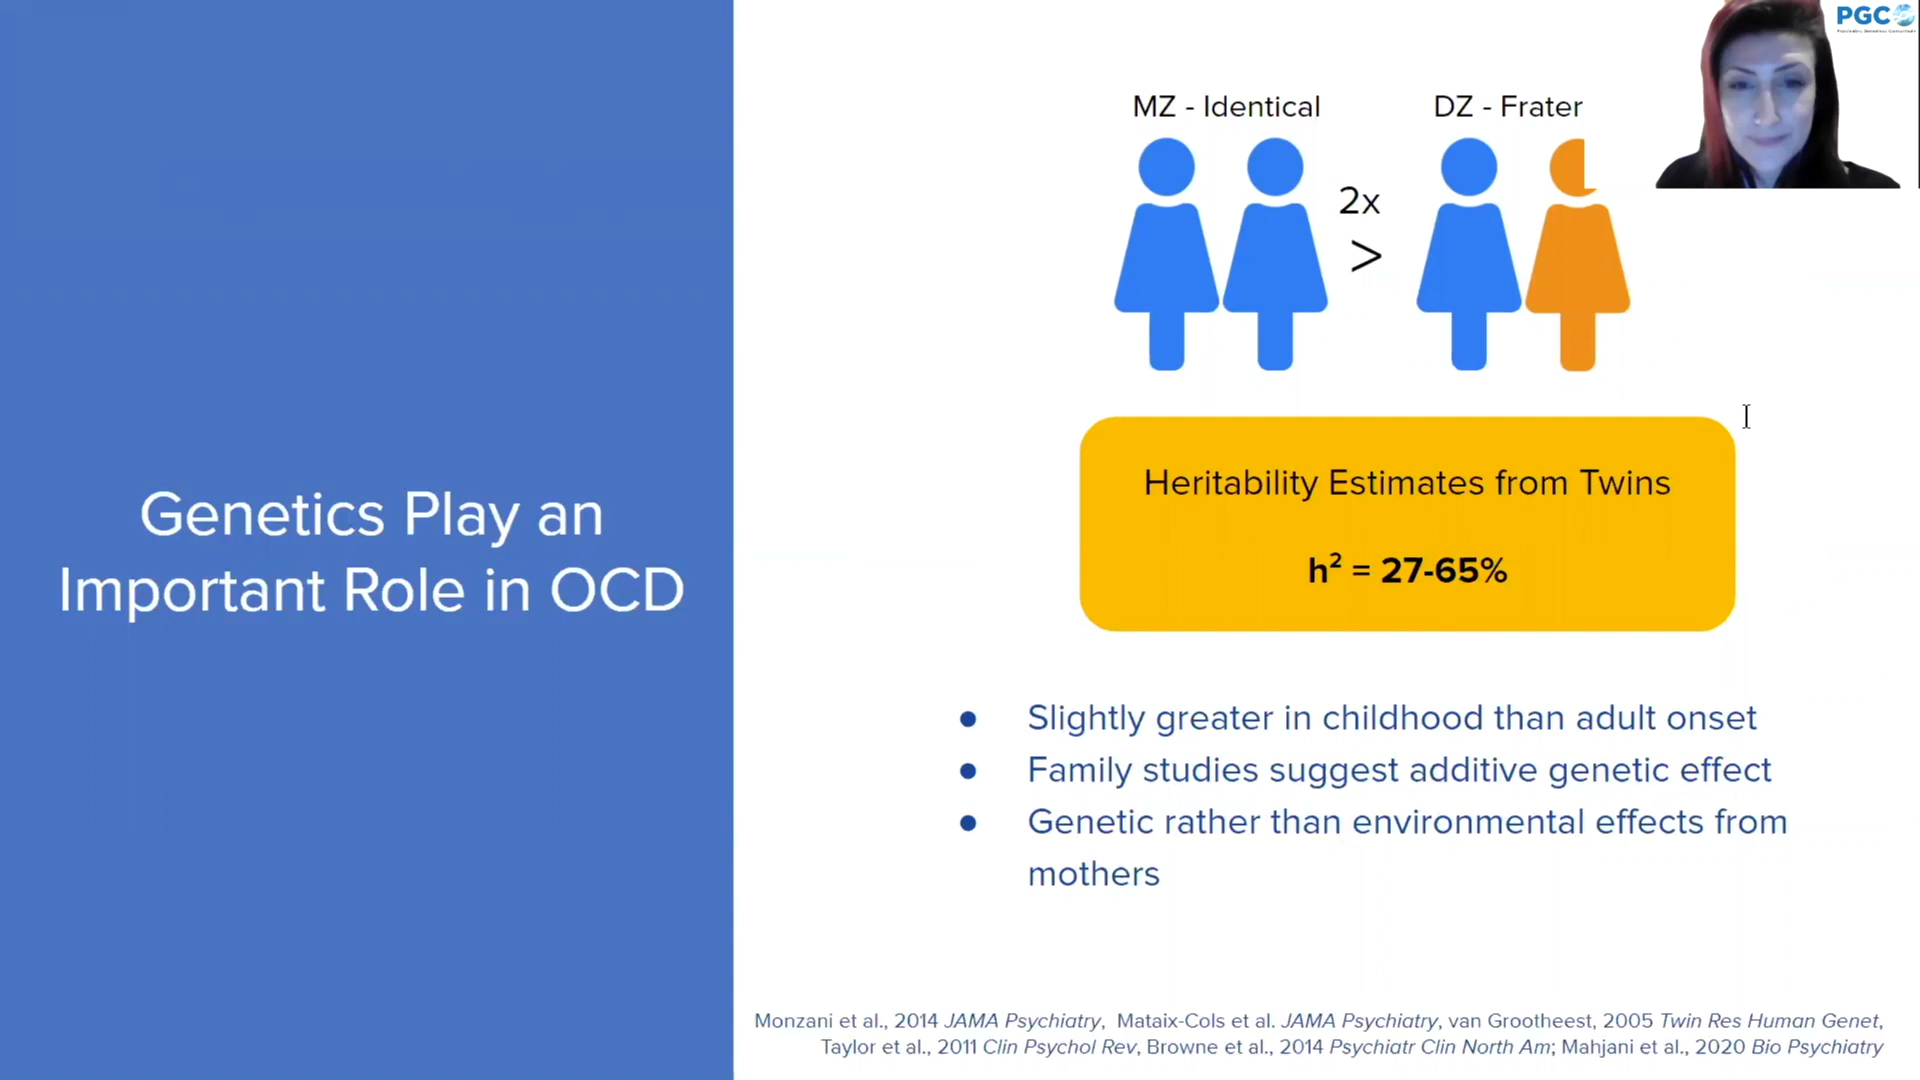 PGC
MZ - Identical
DZ - Frater
2x
>
Genetics Play an
Important Role in OCD
Heritability Estimates from Twins
h² = 27-65%
● Slightly greater in childhood than adult onset
● Family studies suggest additive genetic effect
● Genetic rather than environmental effects from
mothers
Monzani et al., 2014 JAMA Psychiatry, Mataix-Cols et al. JAMA Psychiatry, van Grootheest, 2005 Twin Res Human Genet,
Taylor et al., 2011 Clin Psychol Rev, Browne et al., 2014 Psychiatr Clin North Am; Mahjani et al., 2020 Bio Psychiatry